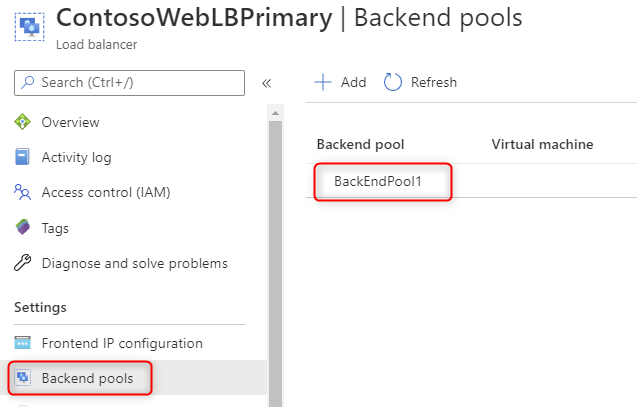 ContosoWebLBPrimary | Backend pools
Load balancer
Search (Ctrl+/)
«
Overview
Activity log
Access control (IAM)
Tags
Diagnose and solve problems
Settings
Frontend IP configuration
Backend pools
Add Refresh
Backend pool Virtual machine
BackEndPool1